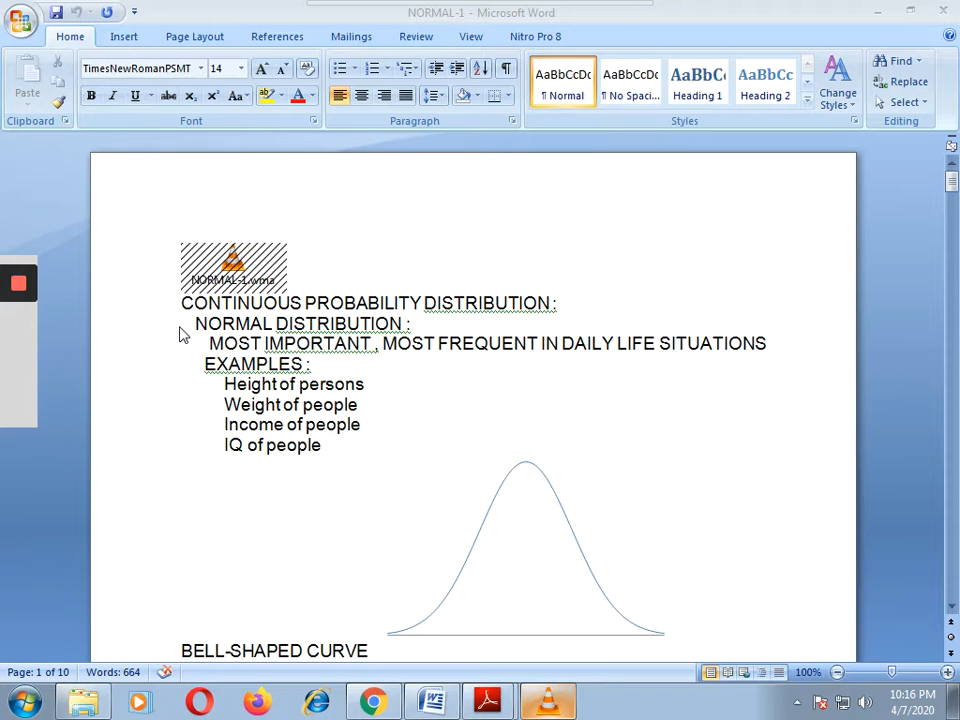 NORMAL-1 - Microsoft Word
Home Insert Page Layout References Mailings Review View Nitro Pro 8
Paste
TimesNewRomanPSMT 14
AaBbCcDc AaBbCcDc AaBbC AaBbCc
¶ Normal ¶ No Spaci... Heading 1 Heading 2
Change Styles
Find
Replace
Select
Clipboard Font Paragraph Styles Editing
NORMAL-1.wma
CONTINUOUS PROBABILITY DISTRIBUTION :
NORMAL DISTRIBUTION :
MOST IMPORTANT , MOST FREQUENT IN DAILY LIFE SITUATIONS
EXAMPLES :
Height of persons
Weight of people
Income of people
IQ of people
BELL-SHAPED CURVE
Page: 1 of 10 Words: 664 100%
10:16 PM
4/7/2020